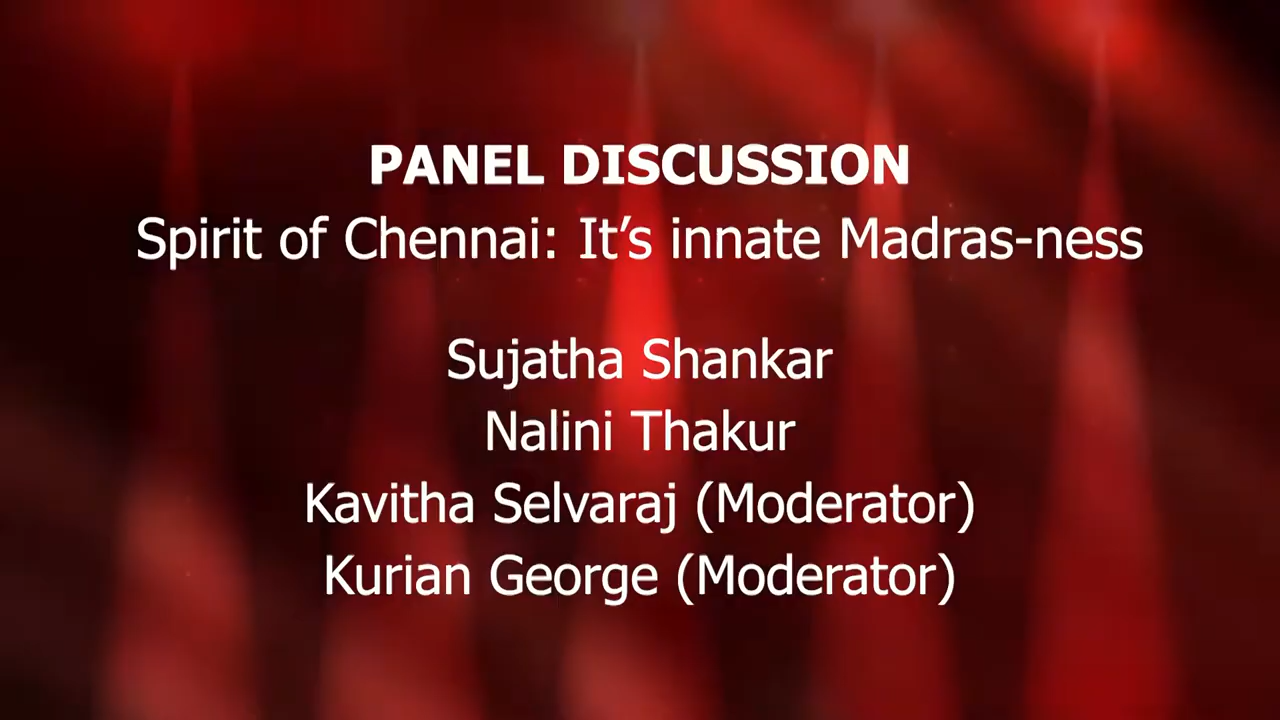 PANEL DISCUSSION
Spirit of Chennai: It’s innate Madras-ness
Sujatha Shankar
Nalini Thakur
Kavitha Selvaraj (Moderator)
Kurian George (Moderator)